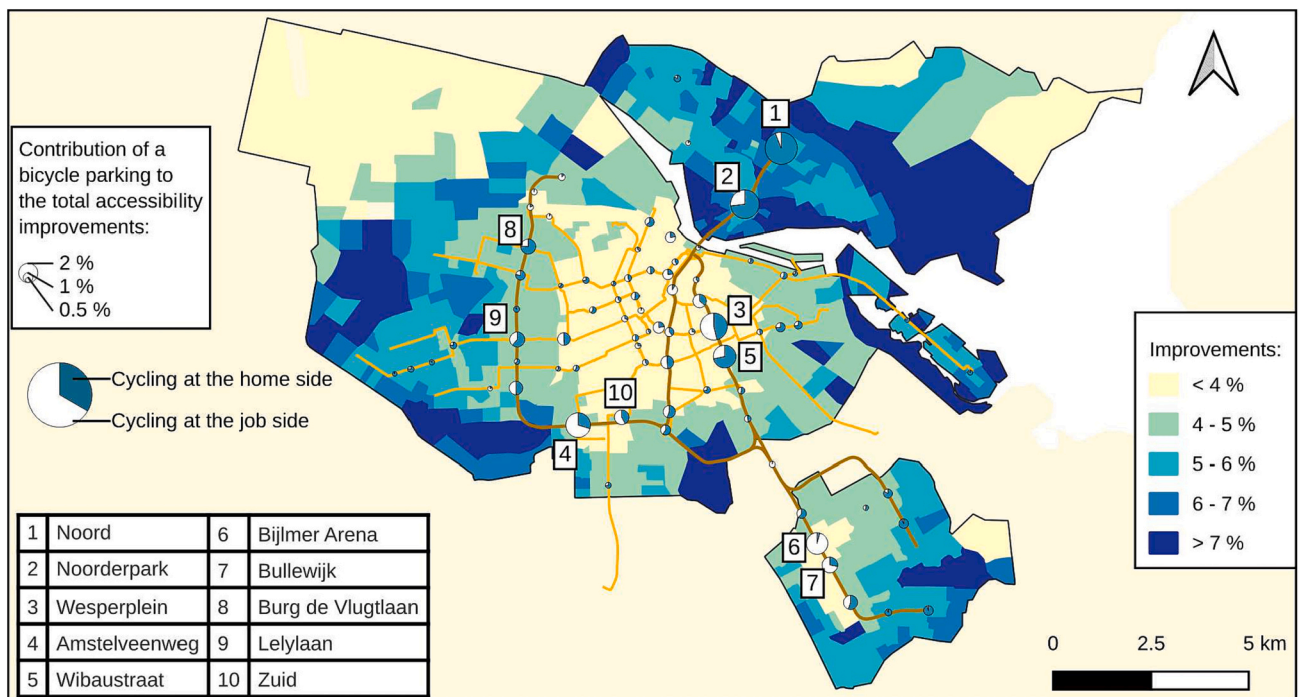 1
2
8
3
9
5
10
4
6
7
Contribution of a
bicycle parking to
the total accessibility
improvements:
2 %
1 %
0.5 %
Cycling at the home side
Cycling at the job side
Improvements:
< 4 %
4 - 5 %
5 - 6 %
6 - 7 %
> 7 %
1 Noord 6 Bijlmer Arena
2 Noorderpark 7 Bullewijk
3 Wesperplein 8 Burg de Vlugtlaan
4 Amstelveenweg 9 Lelylaan
5 Wibaustraat 10 Zuid
0 2.5 5 km